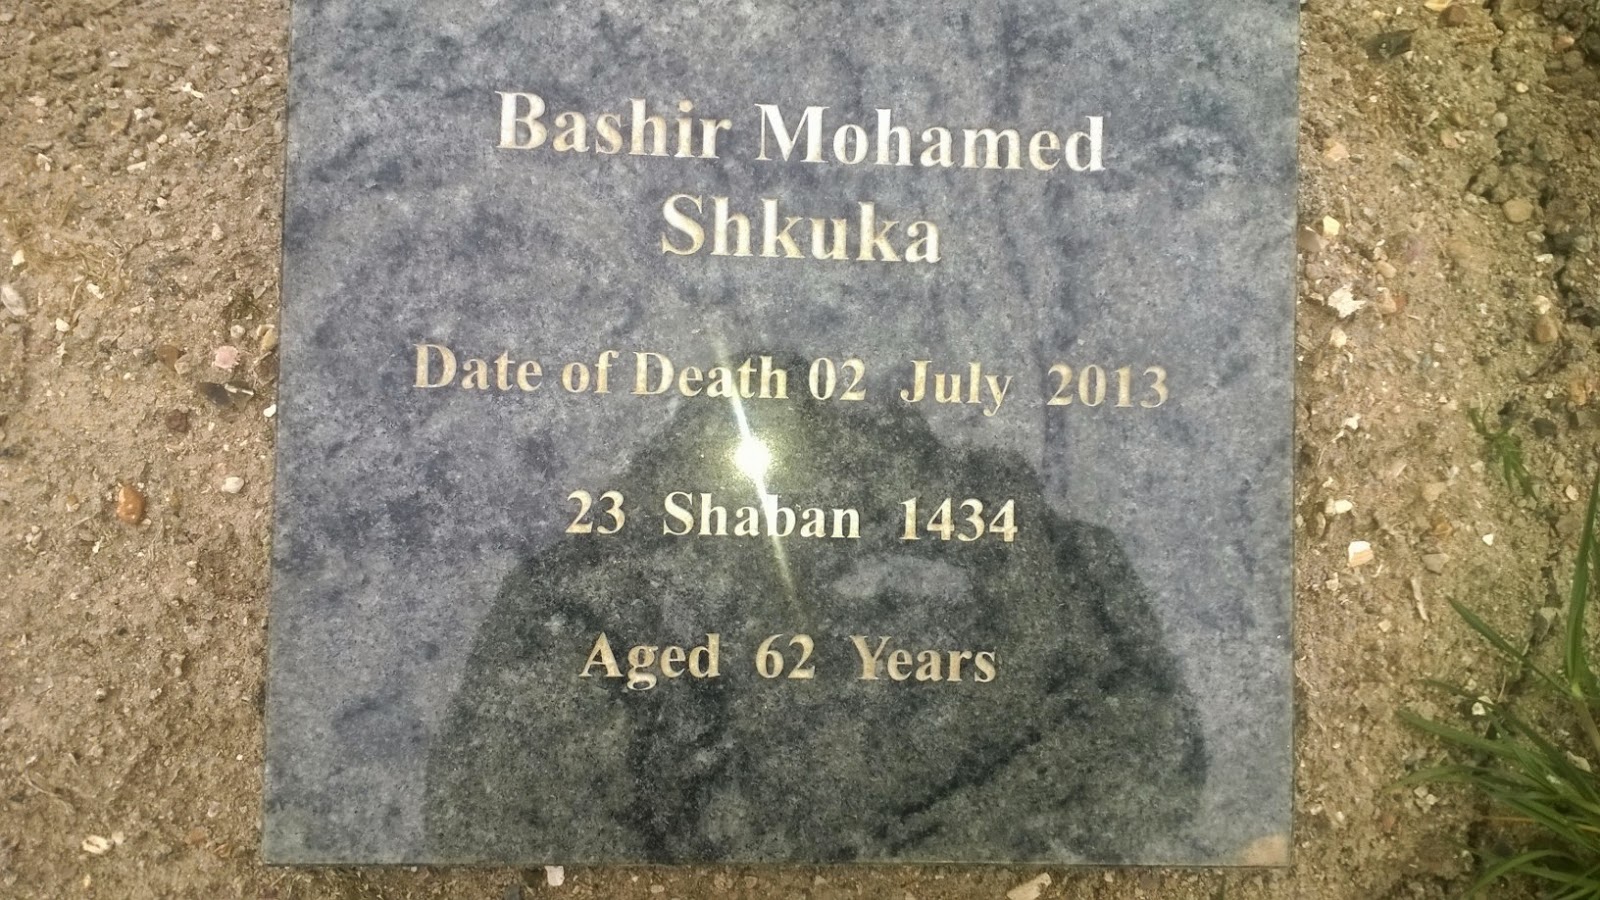 Bashir Mohamed
Shkuka
Date of Death 02 July 2013
23 Shaban 1434
Aged 62 Years